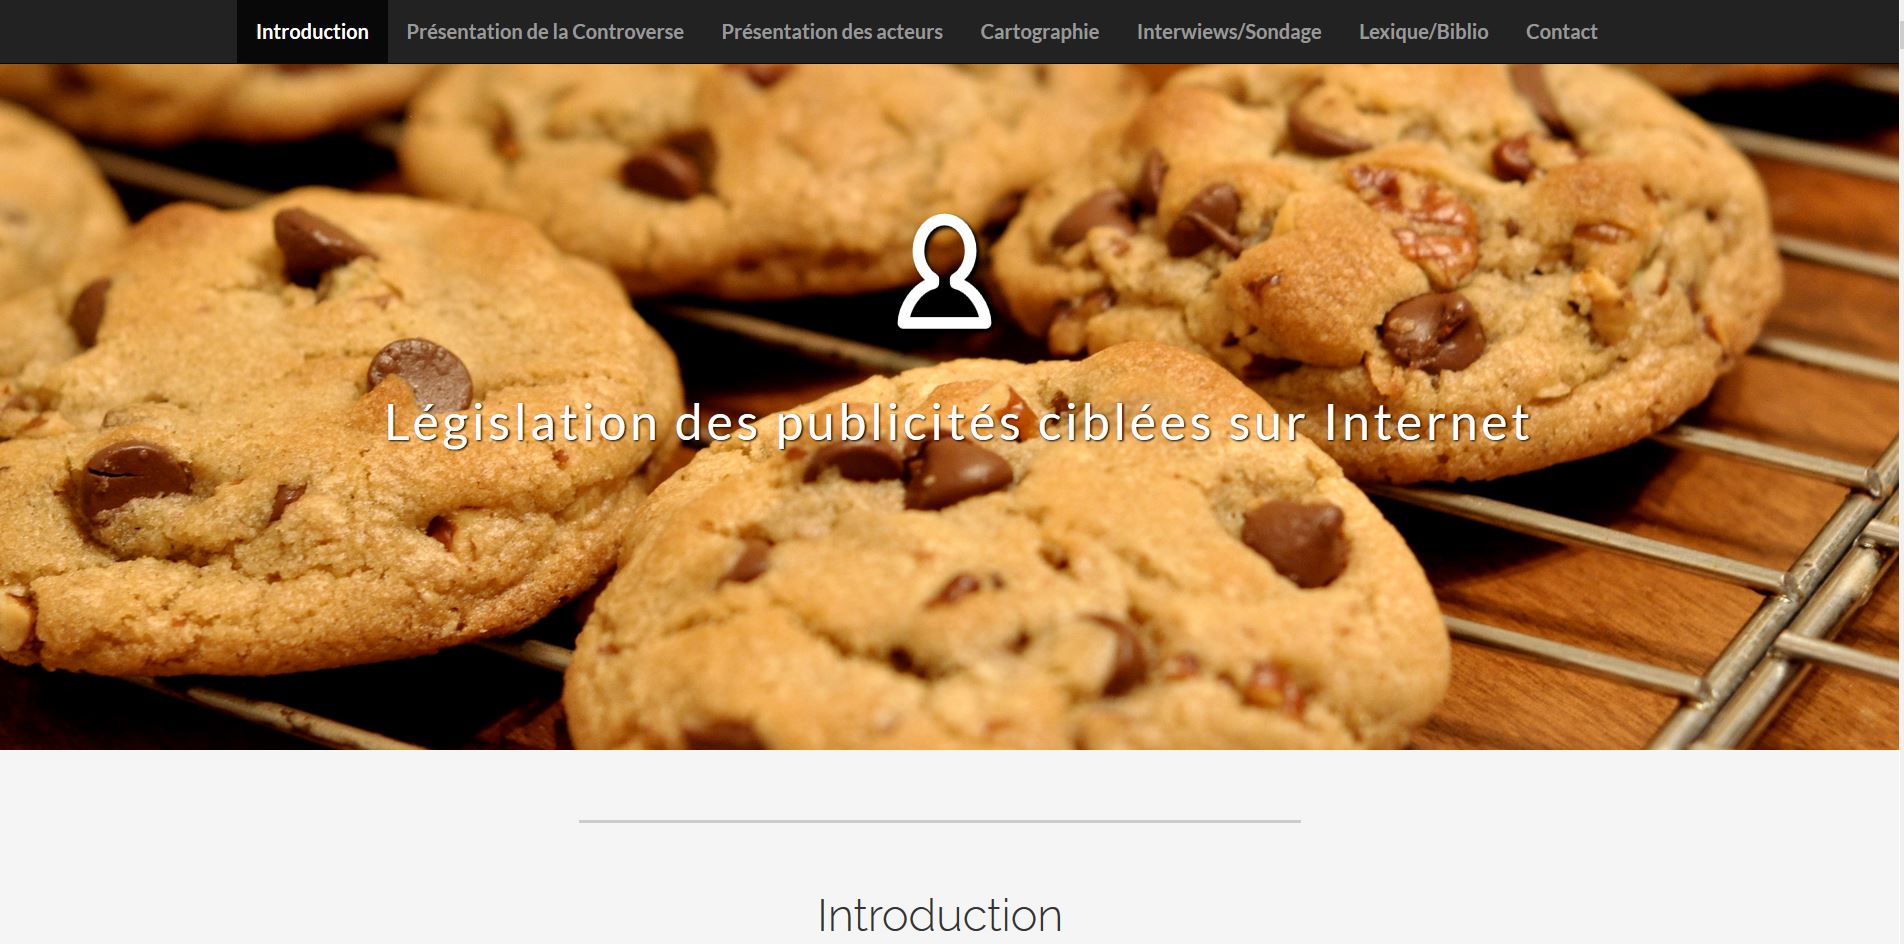 Introduction Présentation de la Controverse Présentation des acteurs Cartographie Interwiews/Sondage Lexique/Biblio Contact
Législation des publicités ciblées sur Internet
Introduction